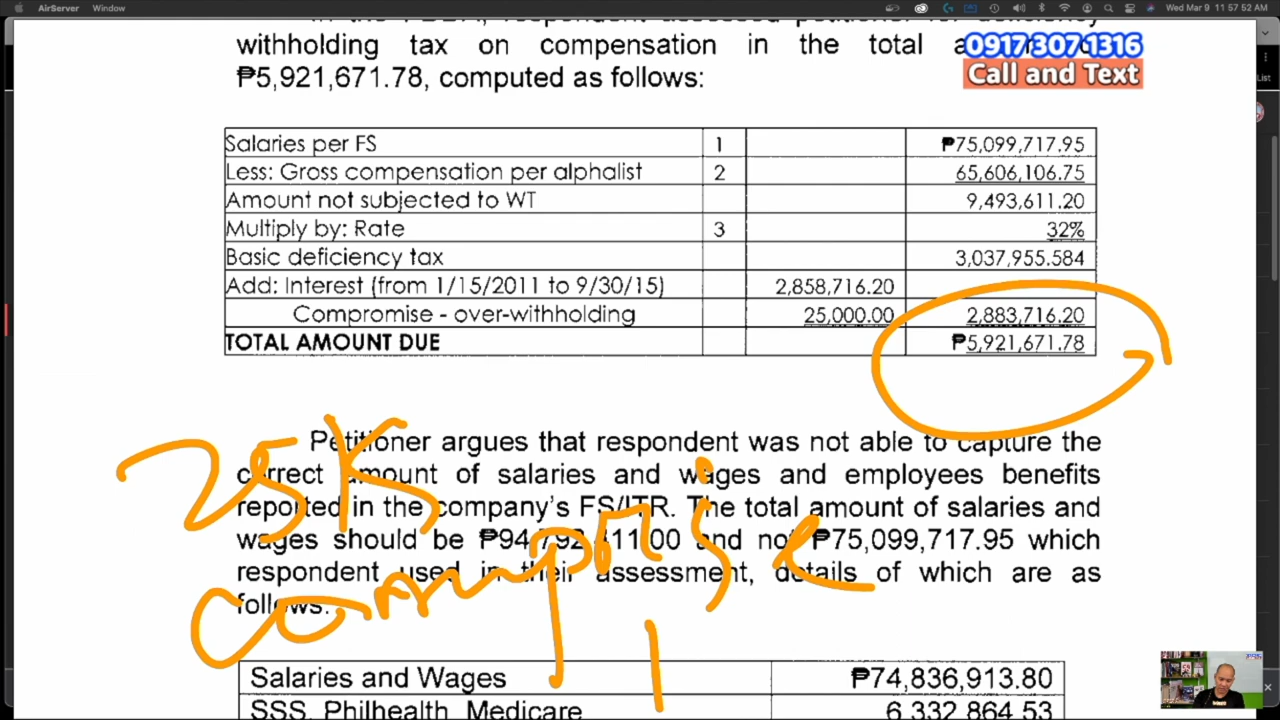 AirServer Window Wed Mar 9 11:57:52 AM
withholding tax on compensation in the total
09173071316
₱5,921,671.78, computed as follows:
Call and Text
List
Salaries per FS 1 ₱75,099,717.95
Less: Gross compensation per alphalist 2 65,606,106.75
Amount not subjected to WT 9,493,611.20
Multiply by: Rate 3 32%
Basic deficiency tax 3,037,955.584
Add: Interest (from 1/15/2011 to 9/30/15) 2,858,716.20
Compromise - over-withholding 25,000.00 2,883,716.20
TOTAL AMOUNT DUE ₱5,921,671.78
25K
Petitioner argues that respondent was not able to capture the
correct amount of salaries and wages and employees benefits
reported in the company's FS/ITR. The total amount of salaries and
wages should be and not ₱75,099,717.95 which
respondent used in their assessment, details of which are as
follows:
Salaries and Wages ₱74,836,913.80
SSS, Philhealth, Medicare 6,332,864.53